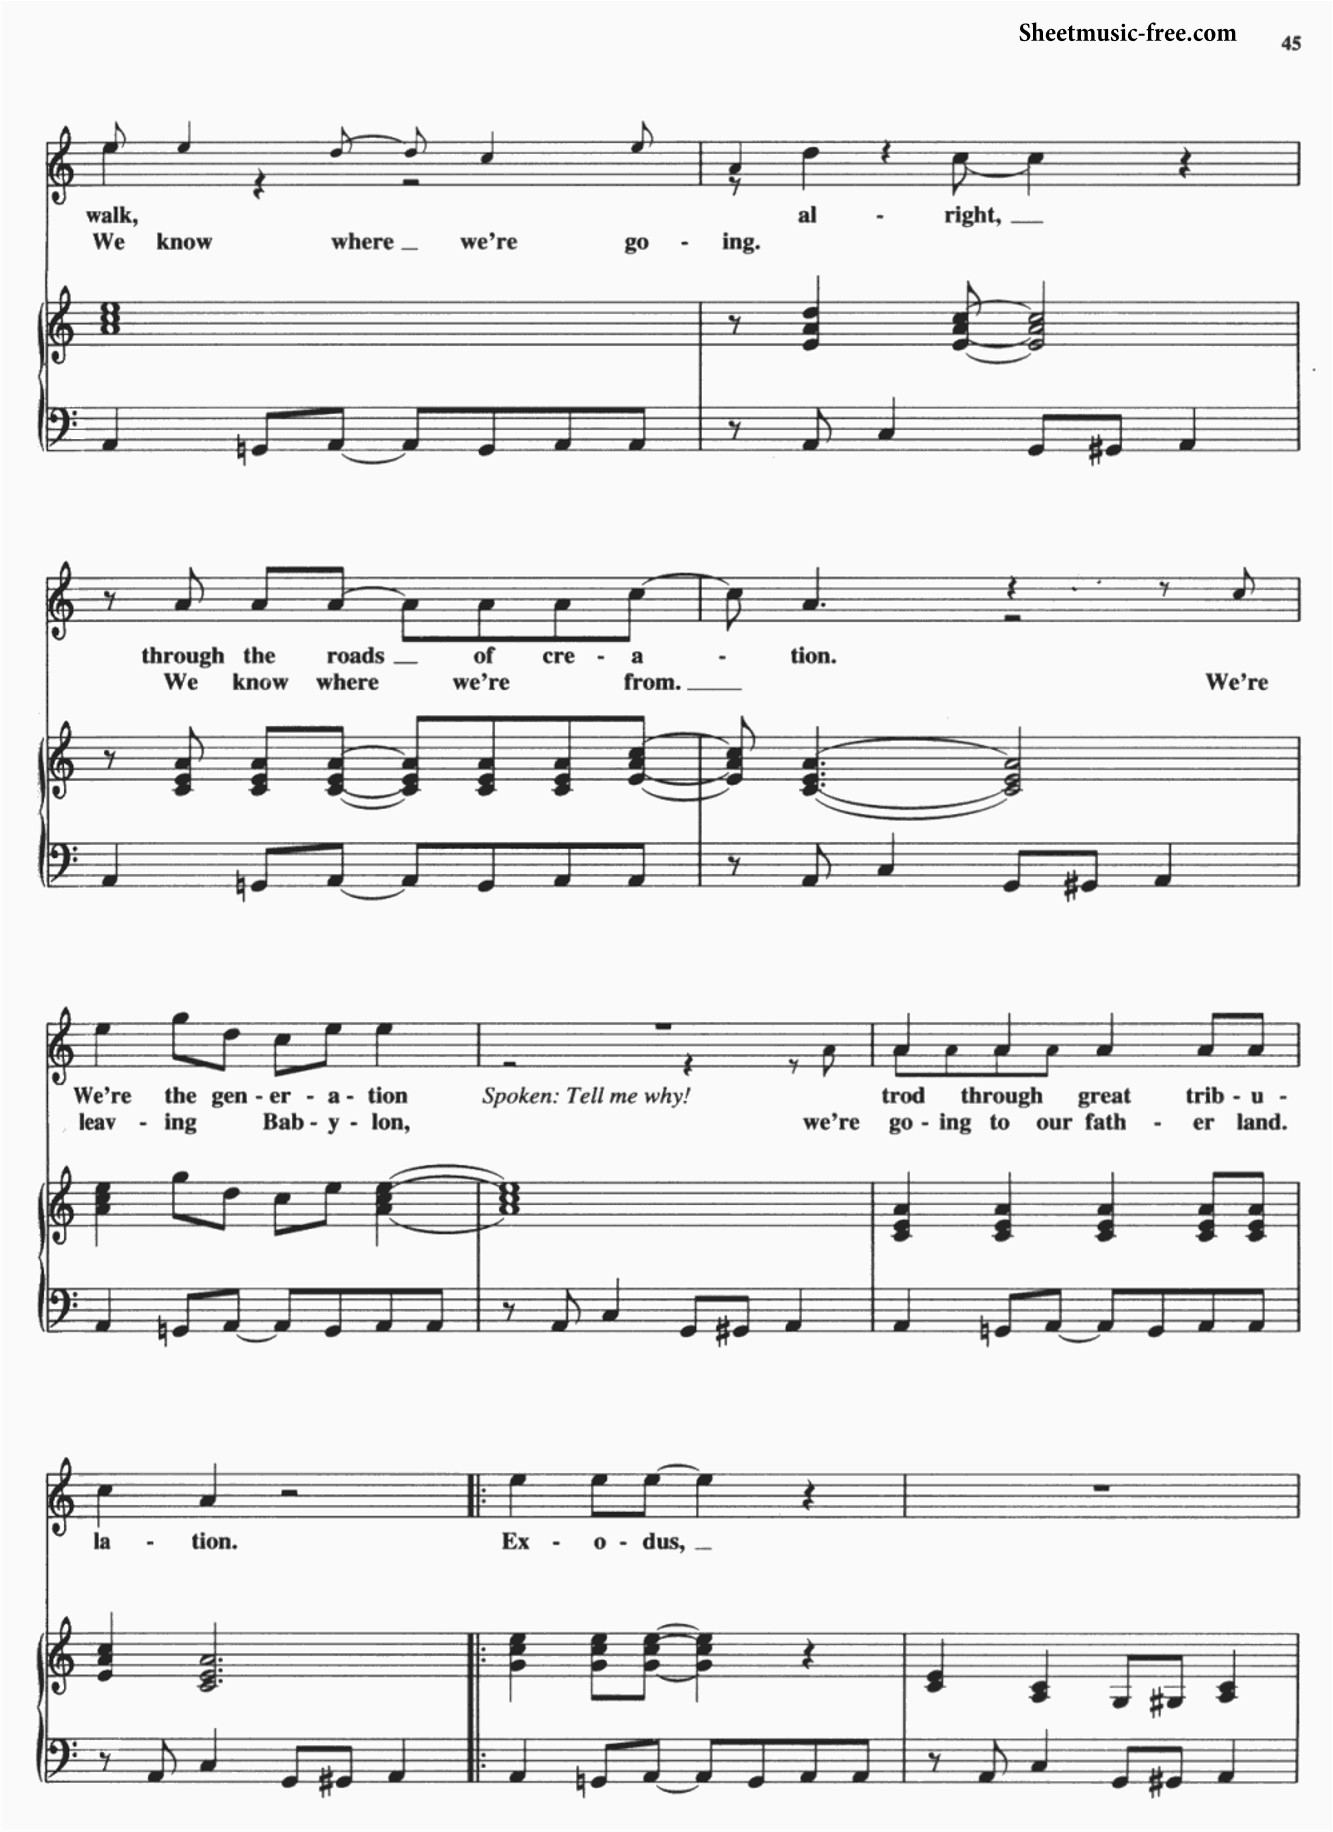 Sheetmusic-free.com
45
walk, al - right,
We know where we're go - ing.
through the roads of cre - a - tion.
We know where we're from. We're
We're the gen - er - a - tion Spoken: Tell me why! trod through great trib - u -
leav - ing Bab - y - lon, we're go - ing to our fath - er land.
la - tion. Ex - o - dus,